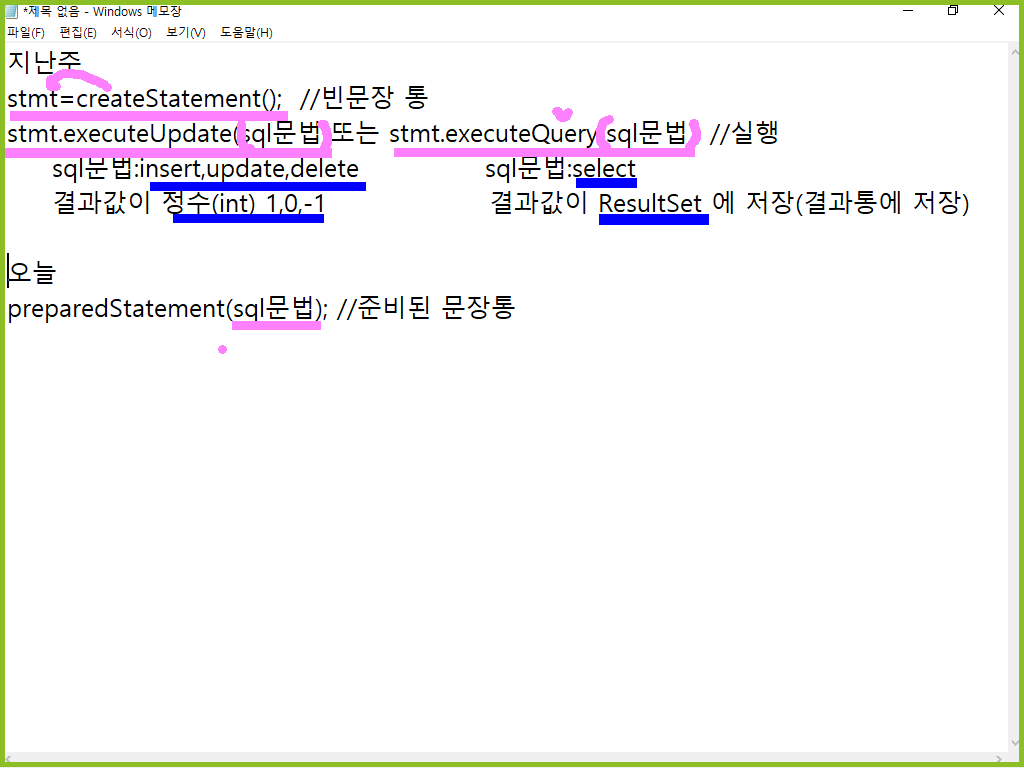 *제목 없음 - Windows 메모장
파일(F) 편집(E) 서식(O) 보기(V) 도움말(H)
지난주
stmt=createStatement(); //빈문장 통
stmt.executeUpdate(sql문법)또는 stmt.executeQuery(sql문법) //실행
sql문법:insert,update,delete sql문법:select
결과값이 정수(int) 1,0,-1 결과값이 ResultSet 에 저장(결과통에 저장)
오늘
preparedStatement(sql문법); //준비된 문장통